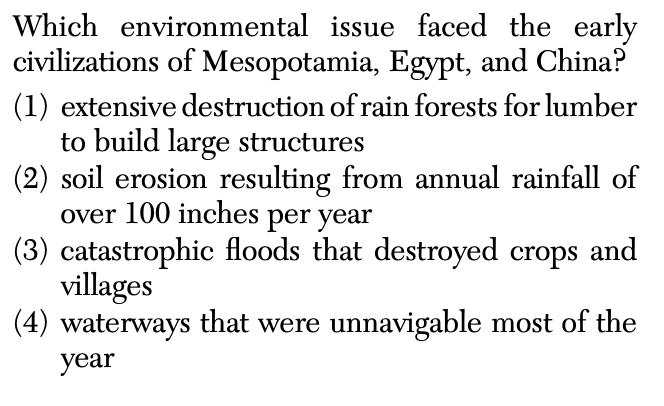 Which environmental issue faced the early
civilizations of Mesopotamia, Egypt, and China?
(1) extensive destruction of rain forests for lumber
to build large structures
(2) soil erosion resulting from annual rainfall of
over 100 inches per year
(3) catastrophic floods that destroyed crops and
villages
(4) waterways that were unnavigable most of the
year